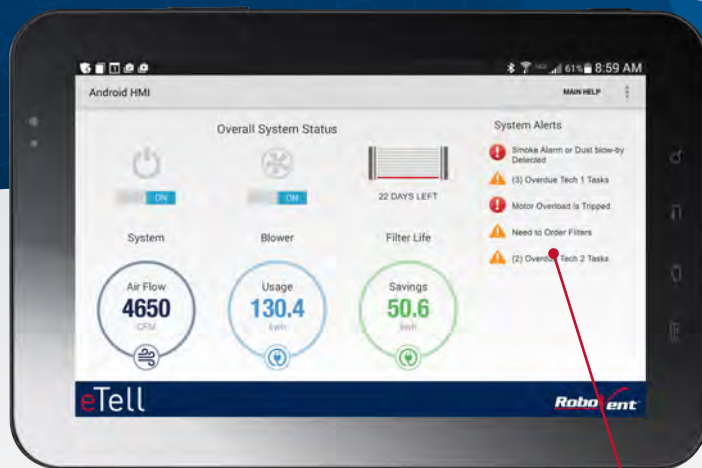 61% 8:59 AM
Android HMI
MAIN HELP
Overall System Status
System Alerts
Smoke Alarm or Dust blow-by
Detected
(3) Overdue Tech 1 Tasks
ON
ON
22 DAYS LEFT
Motor Overload is Tripped
Need to Order Filters
System
Blower
Filter Life
(2) Overdue Tech 2 Tasks
Air Flow
4650
CFM
Usage
130.4
kwh
Savings
50.6
kwh
eTell
RoboVent